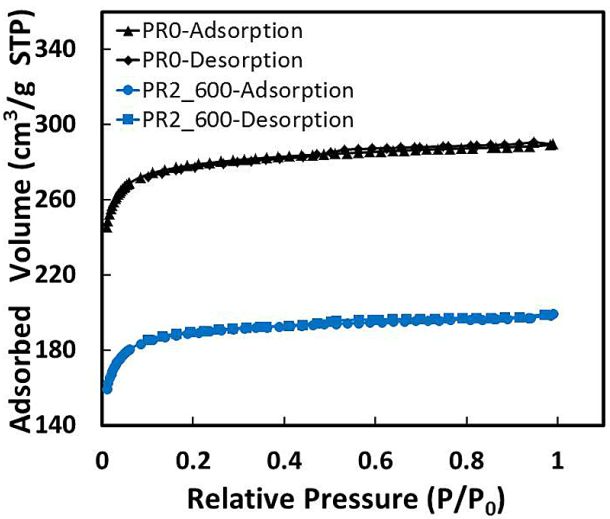 PR0-Adsorption
PR0-Desorption
PR2_600-Adsorption
PR2_600-Desorption
Adsorbed Volume (cm³/g STP)
340
300
260
220
180
140
0 0.2 0.4 0.6 0.8 1
Relative Pressure (P/P₀)